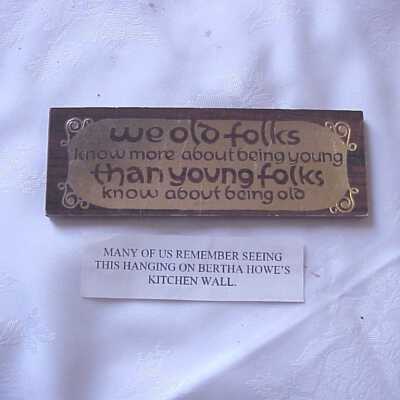 we old folks
know more about being young
than young folks
know about being old
MANY OF US REMEMBER SEEING
THIS HANGING ON BERTHA HOWE'S
KITCHEN WALL.